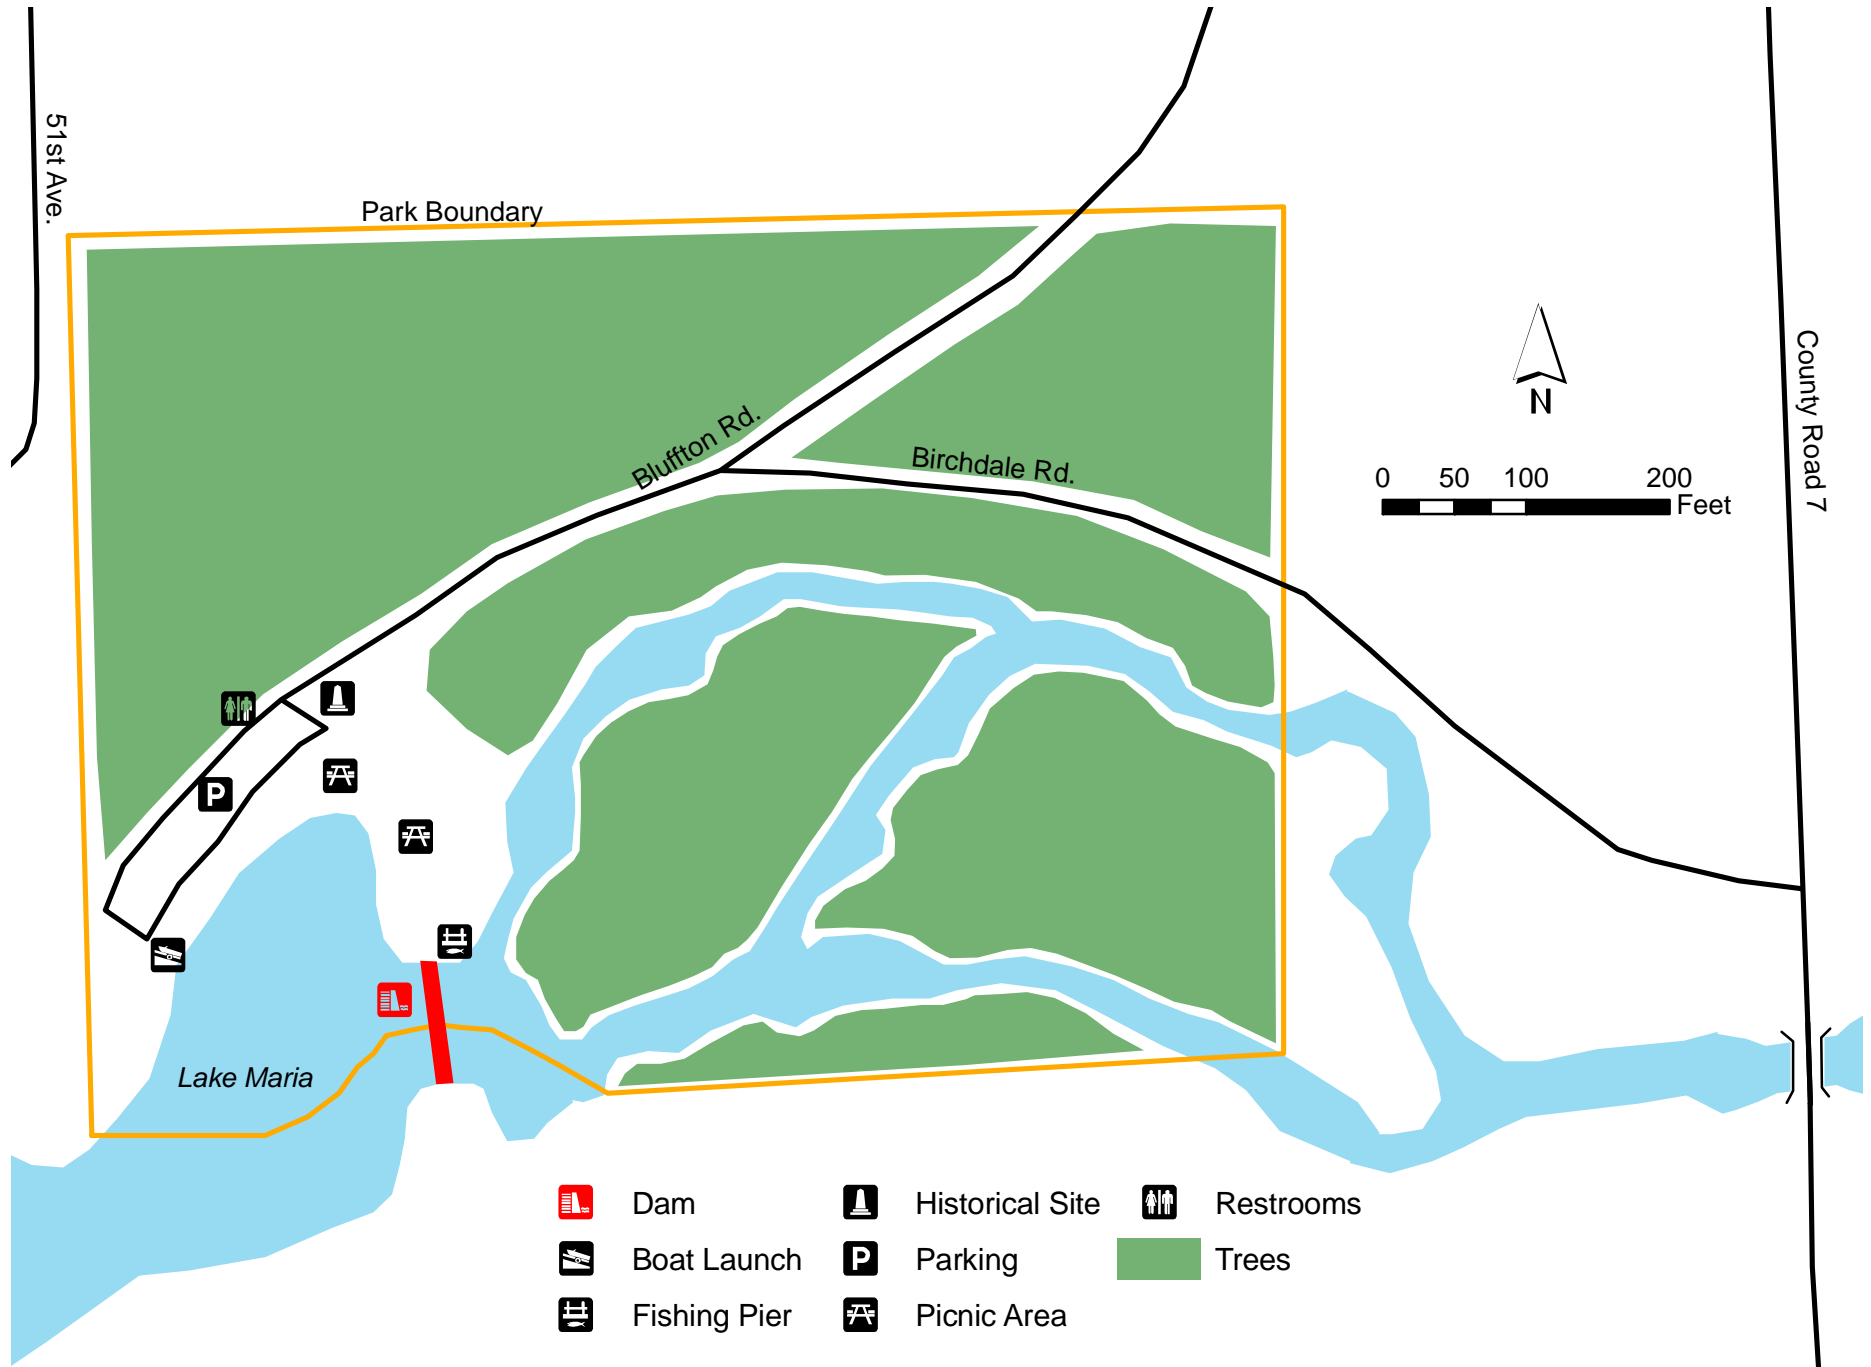 51st Ave.
Park Boundary
Bluffton Rd.
Birchdale Rd.
N
County Road 7
0 50 100 200
Feet
P
Lake Maria
Dam
Historical Site
Restrooms
Boat Launch
P
Parking
Trees
Fishing Pier
Picnic Area